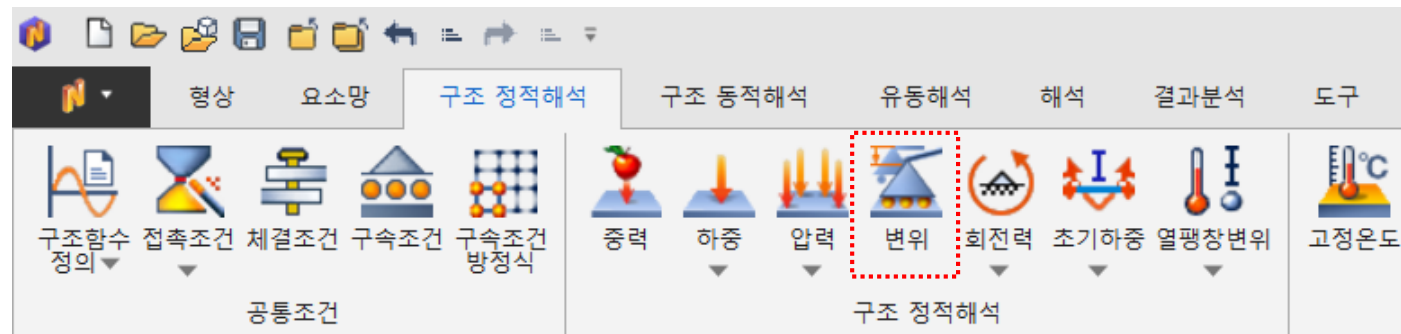 형상 요소망 구조 정적해석 구조 동적해석 유동해석 해석 결과분석 도구
구조함수 정의 접촉조건 체결조건 구속조건 구속조건 방정식 중력 하중 압력 변위 회전력 초기하중 열팽창변위 고정온도
공통조건 구조 정적해석